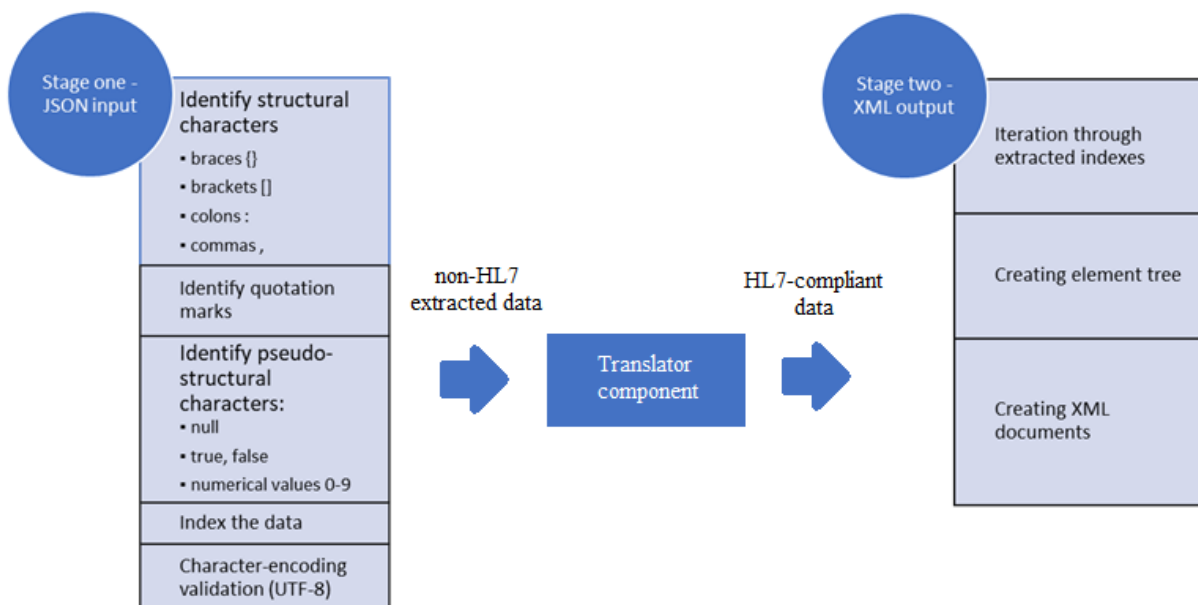 Stage one -
JSON input
Identify structural
characters
▪ braces {}
▪ brackets []
▪ colons :
▪ commas ,
Identify quotation
marks
Identify pseudo-
structural
characters:
▪ null
▪ true, false
▪ numerical values 0-9
Index the data
Character-encoding
validation (UTF-8)
non-HL7
extracted data
Translator
component
HL7-compliant
data
Stage two -
XML output
Iteration through
extracted indexes
Creating element tree
Creating XML
documents